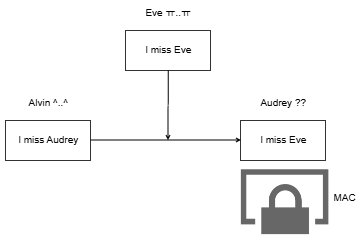 Eve ㅠ..ㅠ
I miss Eve
Alvin ^..^
Audrey ??
I miss Audrey
I miss Eve
MAC